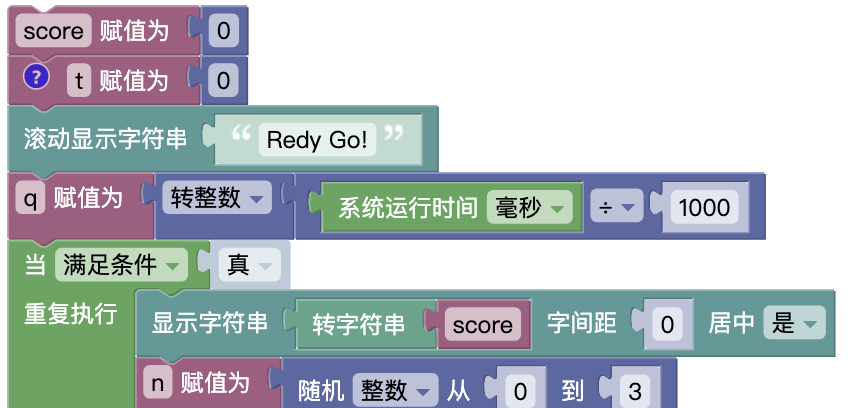 score 赋值为 0
? t 赋值为 0
滚动显示字符串 “ Redy Go! ”
q 赋值为 转整数 系统运行时间 毫秒 ÷ 1000
当 满足条件 真
重复执行 显示字符串 转字符串 score 字间距 0 居中 是
n 赋值为 随机 整数 从 0 到 3